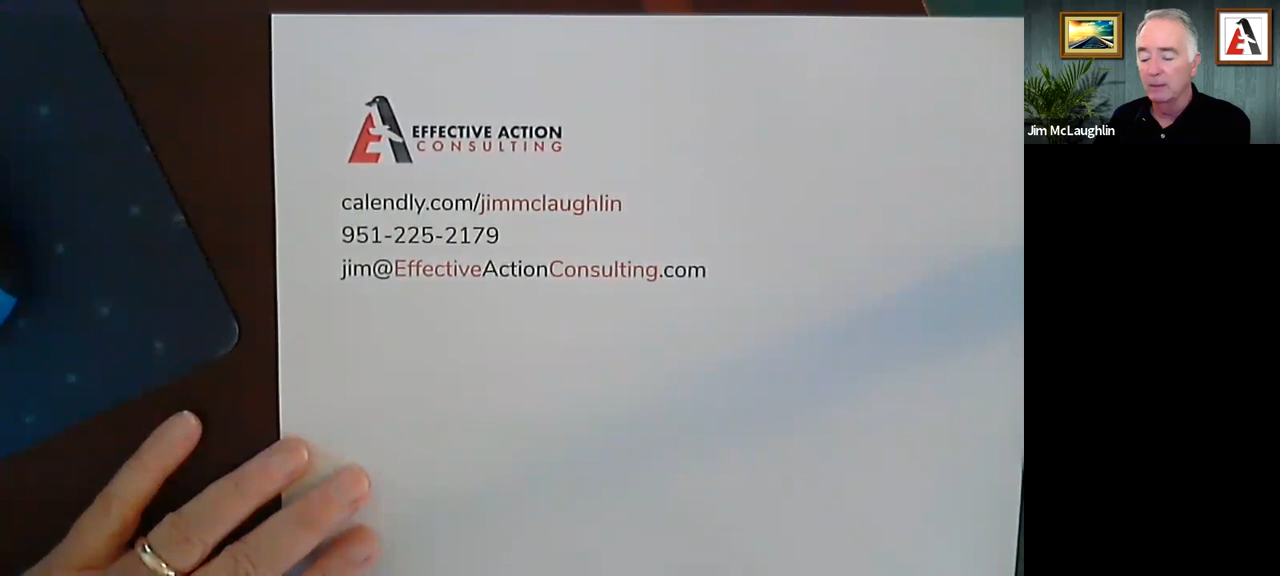 EFFECTIVE ACTION
CONSULTING
calendly.com/jimmclaughlin
951-225-2179
jim@EffectiveActionConsulting.com
Jim McLaughlin